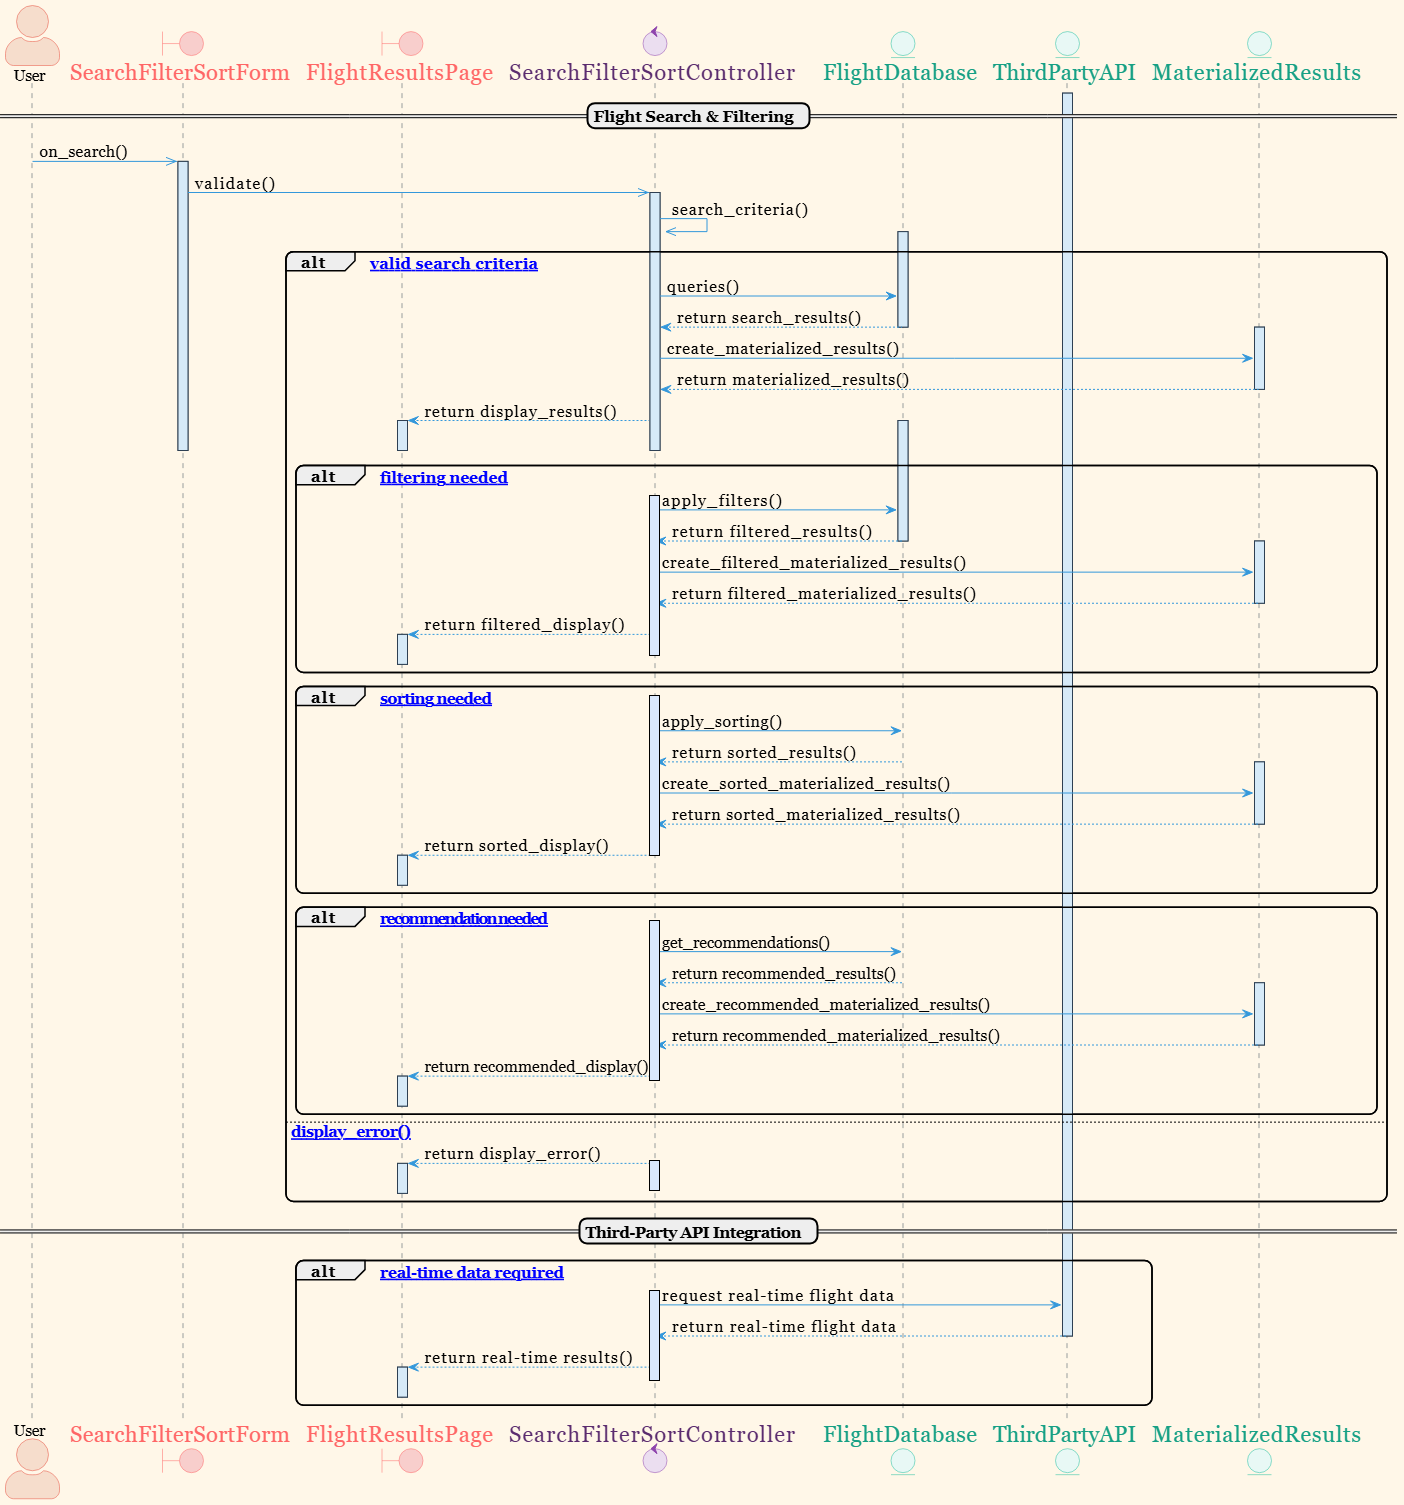 User
SearchFilterSortForm
FlightResultsPage
SearchFilterSortController
FlightDatabase
ThirdPartyAPI
MaterializedResults
Flight Search & Filtering
on_search()
validate()
search_criteria()
alt
valid search criteria
queries()
return search_results()
create_materialized_results()
return materialized_results()
return display_results()
alt
filtering needed
apply_filters()
return filtered_results()
create_filtered_materialized_results()
return filtered_materialized_results()
return filtered_display()
alt
sorting needed
apply_sorting()
return sorted_results()
create_sorted_materialized_results()
return sorted_materialized_results()
return sorted_display()
alt
recommendation needed
get_recommendations()
return recommended_results()
create_recommended_materialized_results()
return recommended_materialized_results()
return recommended_display()
display_error()
return display_error()
Third-Party API Integration
alt
real-time data required
request real-time flight data
return real-time flight data
return real-time results()
User
SearchFilterSortForm
FlightResultsPage
SearchFilterSortController
FlightDatabase
ThirdPartyAPI
MaterializedResults